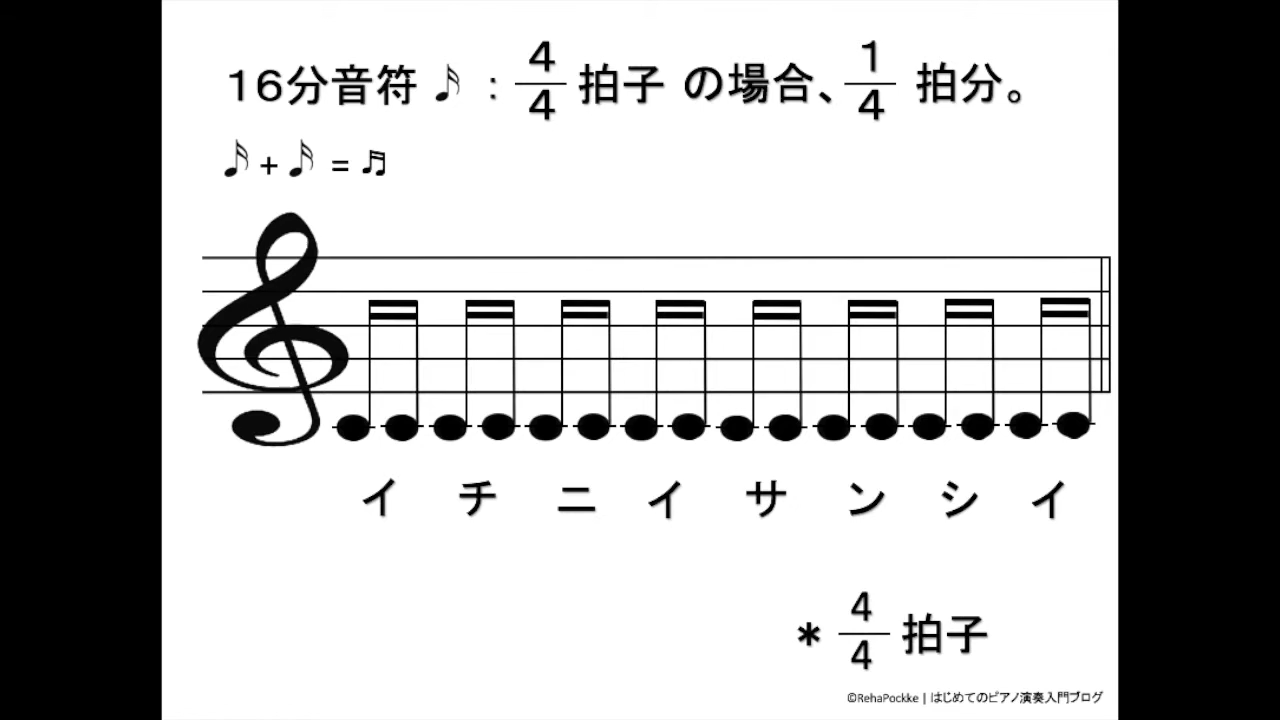 16分音符 𝅘𝅥𝅯 : 4/4 拍子 の場合、1/4 拍分。
𝅘𝅥𝅯 + 𝅘𝅥𝅯 = ♬
イ チ ニ イ サ ン シ イ
* 4/4 拍子
©RehaPockke | はじめてのピアノ演奏入門ブログ